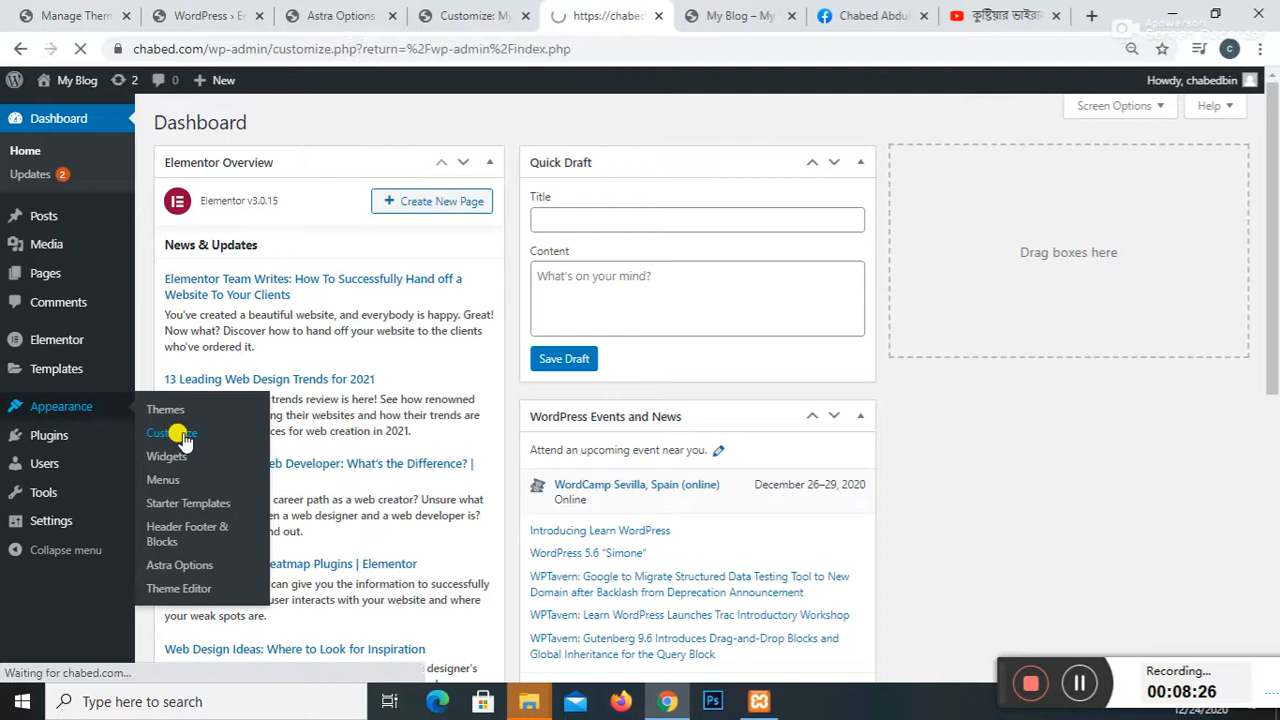 Manage Them
WordPress › E
Astra Options
Customize: My
https://chabed
My Blog – My
Chabed Abdul
কুষ্টিয়ার ভাইরা
Apowersoft
Screen Recorder
chabed.com/wp-admin/customize.php?return=%2Fwp-admin%2Findex.php
My Blog
2
0
New
Howdy, chabedbin
Dashboard
Home
Updates 2
Posts
Media
Pages
Comments
Elementor
Templates
Appearance
Plugins
Users
Tools
Settings
Collapse menu
Themes
Customize
Widgets
Menus
Starter Templates
Header Footer &
Blocks
Astra Options
Theme Editor
Dashboard
Screen Options
Help
Elementor Overview
Elementor v3.0.15
Create New Page
News & Updates
Elementor Team Writes: How To Successfully Hand off a
Website To Your Clients
You've created a beautiful website, and everybody is happy. Great!
Now what? Discover how to hand off your website to the clients
who've ordered it.
13 Leading Web Design Trends for 2021
trends review is here! See how renowned
ng their websites and how their trends are
ces for web creation in 2021.
eb Developer: What's the Difference? |
career path as a web creator? Unsure what
en a web designer and a web developer is?
nd out.
eatmap Plugins | Elementor
can give you the information to successfully
user interacts with your website and where
your weak spots are.
Web Design Ideas: Where to Look for Inspiration
designer's
Quick Draft
Title
Content
What's on your mind?
Save Draft
WordPress Events and News
Attend an upcoming event near you.
WordCamp Sevilla, Spain (online)
December 26–29, 2020
Online
Introducing Learn WordPress
WordPress 5.6 "Simone"
WPTavern: Google to Migrate Structured Data Testing Tool to New
Domain after Backlash from Deprecation Announcement
WPTavern: Learn WordPress Launches Trac Introductory Workshop
WPTavern: Gutenberg 9.6 Introduces Drag-and-Drop Blocks and
Global Inheritance for the Query Block
Drag boxes here
Waiting for chabed.com...
Recording...
00:08:26
Type here to search
12/24/2020